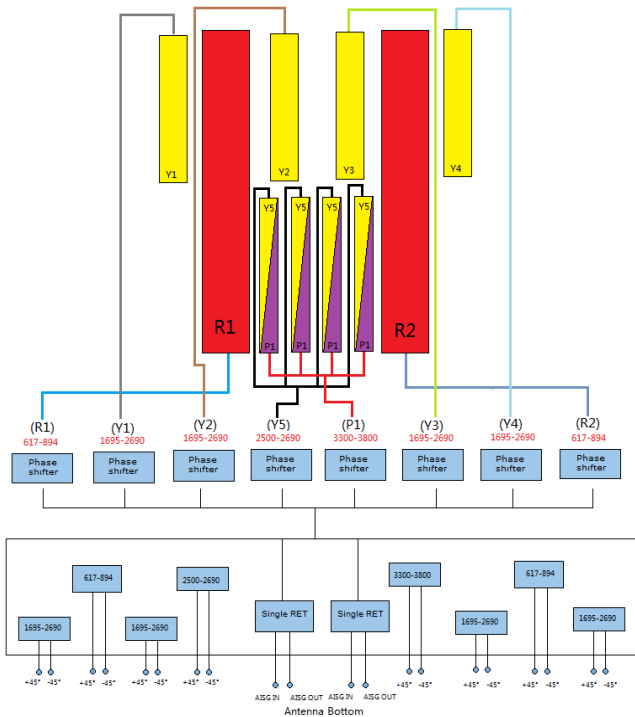 Y1
Y2
Y3
Y4
Y5
Y5
Y5
Y5
R1
R2
P1
P1
P1
P1
(R1)
(Y1)
(Y2)
(Y5)
(P1)
(Y3)
(Y4)
(R2)
617-894
1695-2690
1695-2690
2500-2690
3300-3800
1695-2690
1695-2690
617-894
Phase
shifter
Phase
shifter
Phase
shifter
Phase
shifter
Phase
shifter
Phase
shifter
Phase
shifter
Phase
shifter
617-894
2500-2690
3300-3800
617-894
1695-2690
1695-2690
Single RET
Single RET
1695-2690
1695-2690
+45° -45°
+45° -45°
+45° -45°
+45° -45°
AISG IN AISG OUT
AISG IN AISG OUT
+45° -45°
+45° -45°
+45° -45°
+45° -45°
Antenna Bottom